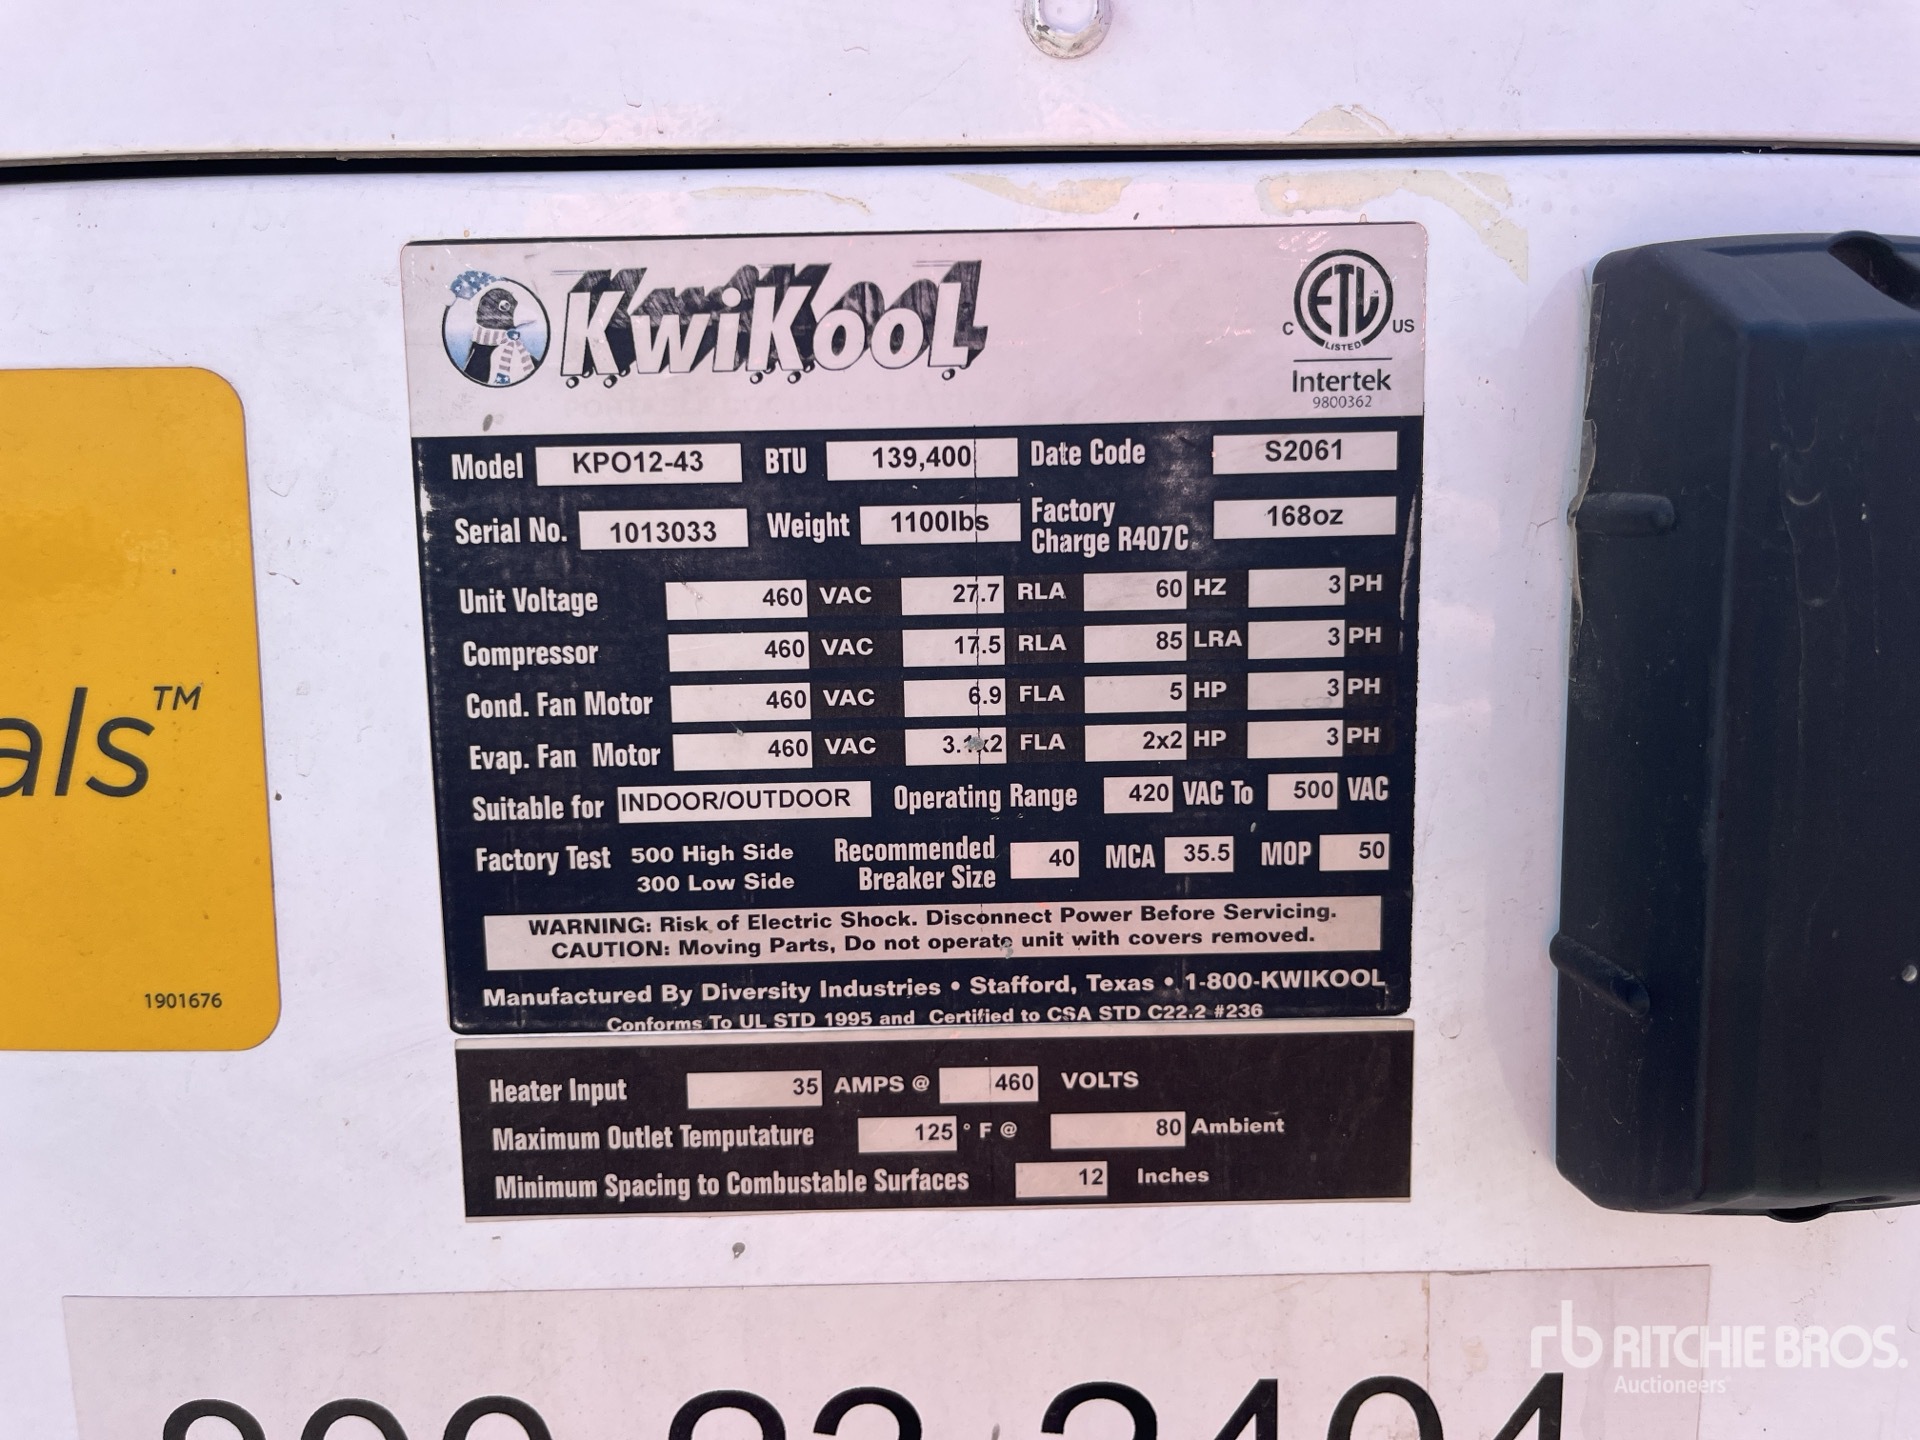 KwiKool
ETL
C US
LISTED
Intertek
9800362
Model KPO12-43 BTU 139,400 Date Code S2061
Serial No. 1013033 Weight 1100lbs Factory Charge R407C 168oz
Unit Voltage 460 VAC 27.7 RLA 60 HZ 3 PH
Compressor 460 VAC 17.5 RLA 85 LRA 3 PH
Cond. Fan Motor 460 VAC 6.9 FLA 5 HP 3 PH
Evap. Fan Motor 460 VAC 3.1x2 FLA 2x2 HP 3 PH
Suitable for INDOOR/OUTDOOR Operating Range 420 VAC To 500 VAC
Factory Test 500 High Side 300 Low Side Recommended Breaker Size 40 MCA 35.5 MOP 50
WARNING: Risk of Electric Shock. Disconnect Power Before Servicing.
CAUTION: Moving Parts, Do not operate unit with covers removed.
Manufactured By Diversity Industries • Stafford, Texas • 1-800-KWIKOOL
Conforms To UL STD 1995 and Certified to CSA STD C22.2 #236
Heater Input 35 AMPS @ 460 VOLTS
Maximum Outlet Temputature 125 ° F @ 80 Ambient
Minimum Spacing to Combustable Surfaces 12 Inches
als™
1901676
rb RITCHIE BROS.
Auctioneers